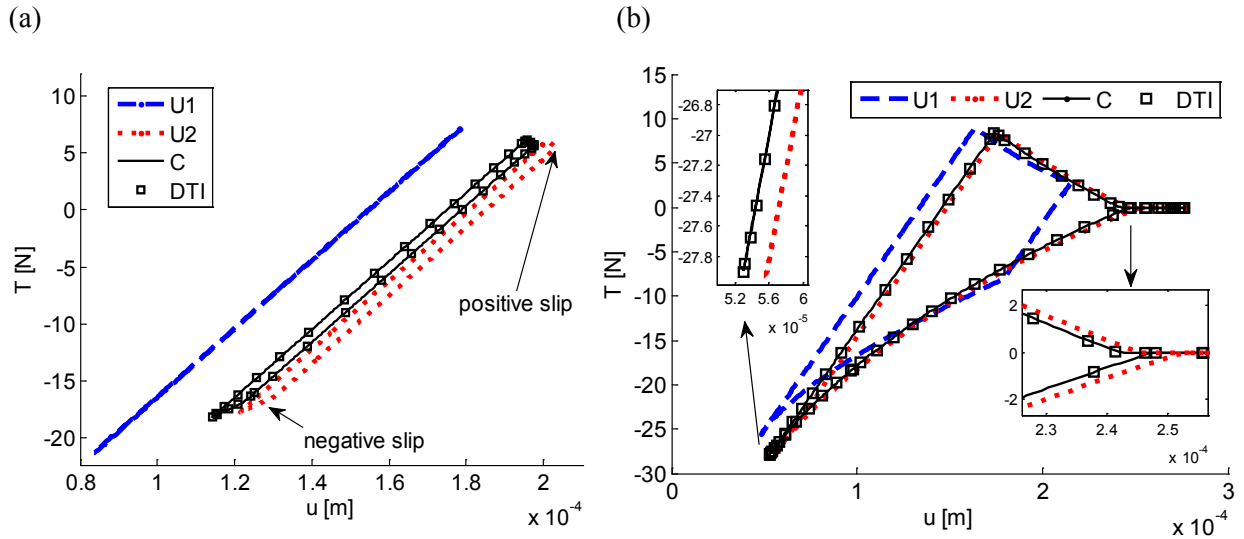 (a)
(b)
T [N]
10
5
0
-5
-10
-15
-20
0.8
1
1.2
1.4
1.6
1.8
2
x 10⁻⁴
u [m]
U1
U2
C
DTI
positive slip
negative slip
T [N]
15
10
5
0
-5
-10
-15
-20
-25
-30
0
1
2
3
x 10⁻⁴
u [m]
U1 U2 C DTI
-26.8
-27
-27.2
-27.4
-27.6
-27.8
5.2 5.6 6
x 10⁻⁵
2
0
-2
2.3 2.4 2.5
x 10⁻⁴